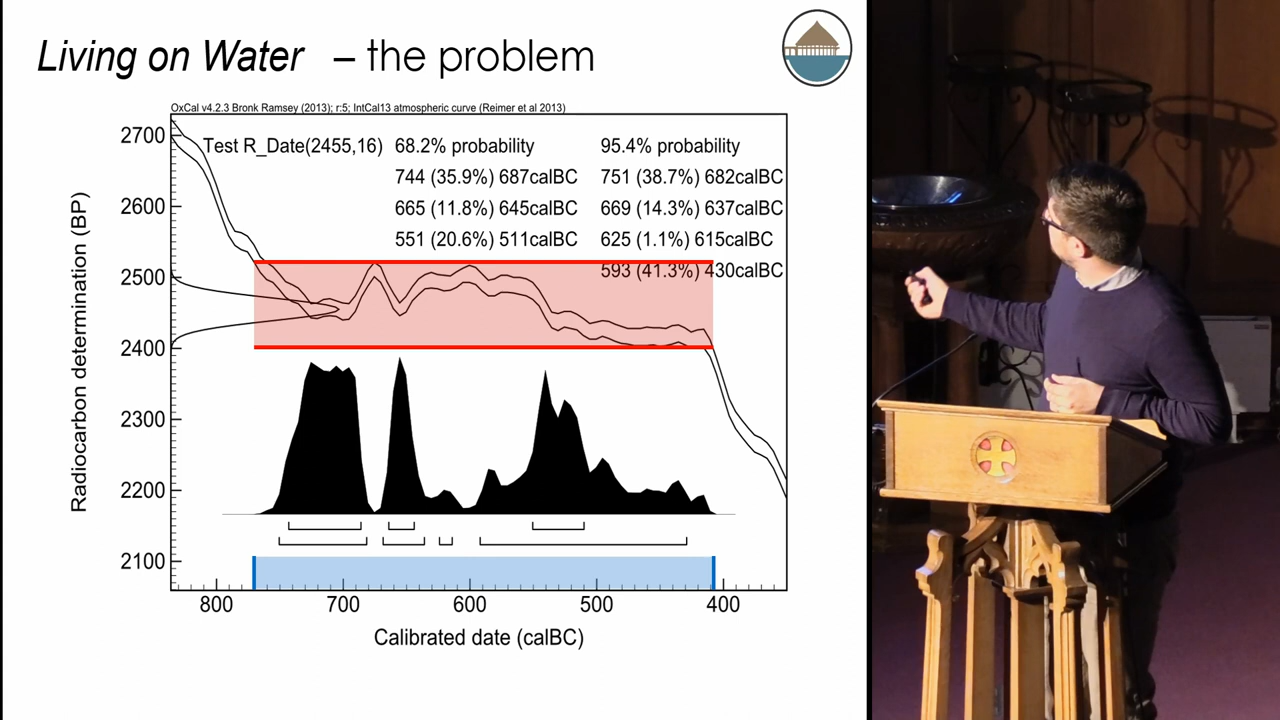 Living on Water – the problem
OxCal v4.2.3 Bronk Ramsey (2013); r:5; IntCal13 atmospheric curve (Reimer et al 2013)
Test R_Date(2455,16) 68.2% probability 95.4% probability
744 (35.9%) 687calBC 751 (38.7%) 682calBC
665 (11.8%) 645calBC 669 (14.3%) 637calBC
551 (20.6%) 511calBC 625 (1.1%) 615calBC
593 (41.3%) 430calBC
Radiocarbon determination (BP)
2700
2600
2500
2400
2300
2200
2100
800 700 600 500 400
Calibrated date (calBC)